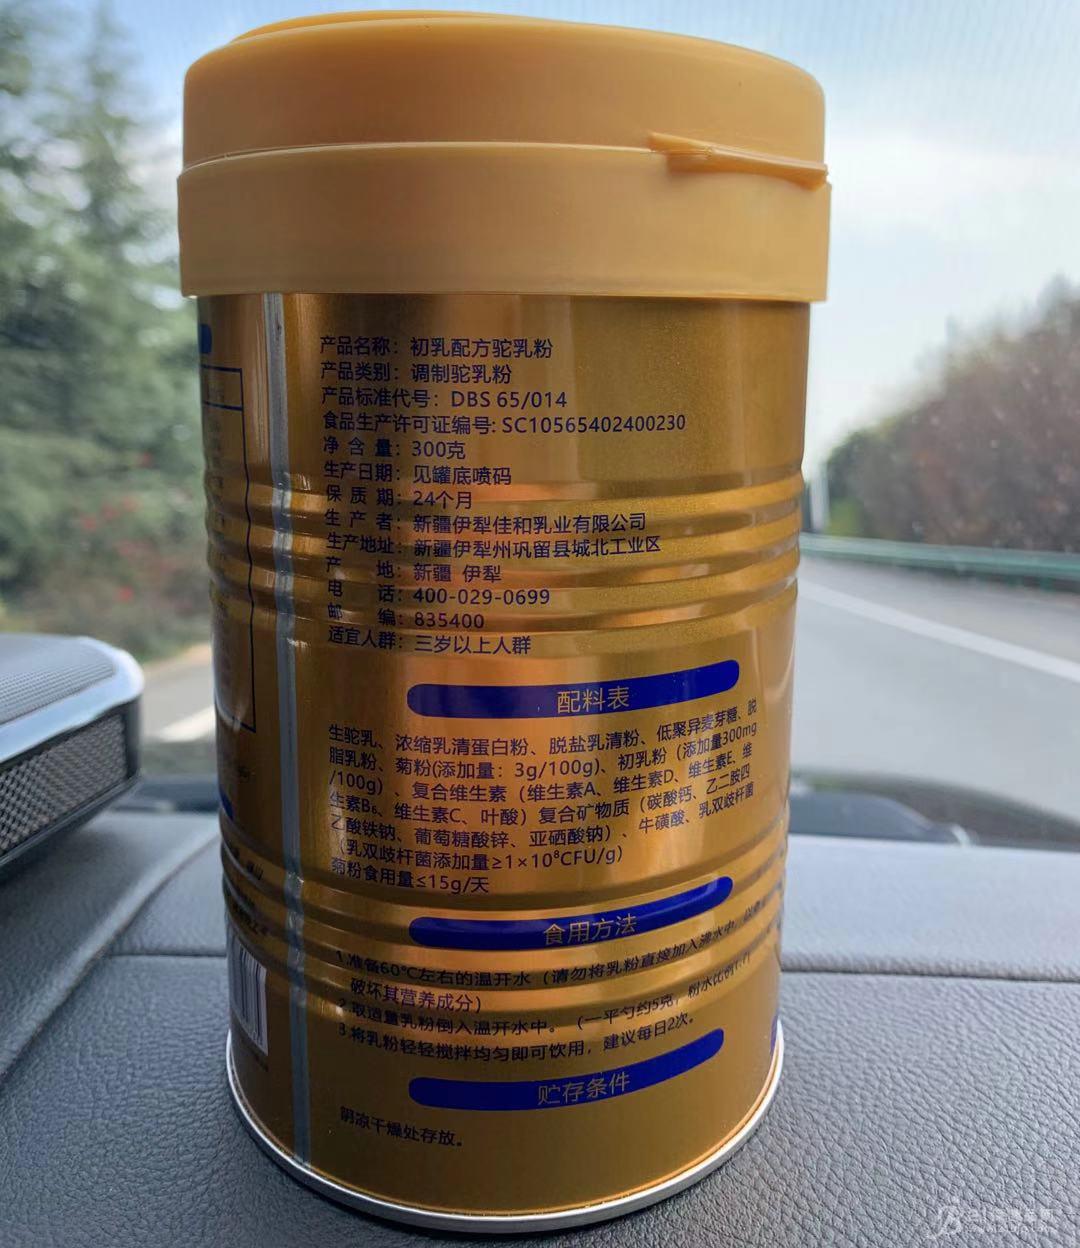 产品名称：初乳配方驼乳粉
产品类别：调制驼乳粉
产品标准代号：DBS 65/014
食品生产许可证编号: SC10565402400230
净 含 量：300克
生产日期：见罐底喷码
保 质 期：24个月
生 产 者：新疆伊犁佳和乳业有限公司
生产地址：新疆伊犁州巩留县城北工业区
产 地：新疆 伊犁
电 话：400-029-0699
邮 编：835400
适宜人群：三岁以上人群
配料表
生驼乳、浓缩乳清蛋白粉、脱盐乳清粉、低聚异麦芽糖、脱
脂乳粉、菊粉(添加量：3g/100g)、初乳粉（添加量300mg
/100g）、复合维生素（维生素A、维生素D、维生素E、维
生素B₆、维生素C、叶酸）复合矿物质（碳酸钙、乙二胺四
乙酸铁钠、葡萄糖酸锌、亚硒酸钠）、牛磺酸、乳双歧杆菌
（乳双歧杆菌添加量≥1×10⁸CFU/g）
菊粉食用量≤15g/天
食用方法
1.准备60℃左右的温开水（请勿将乳粉直接加入沸水中，
破坏其营养成分）
2.取适量乳粉倒入温开水中。（一平勺约5克，粉水比例1:7
3.将乳粉轻轻搅拌均匀即可饮用，建议每日2次。
贮存条件
阴凉干燥处存放。